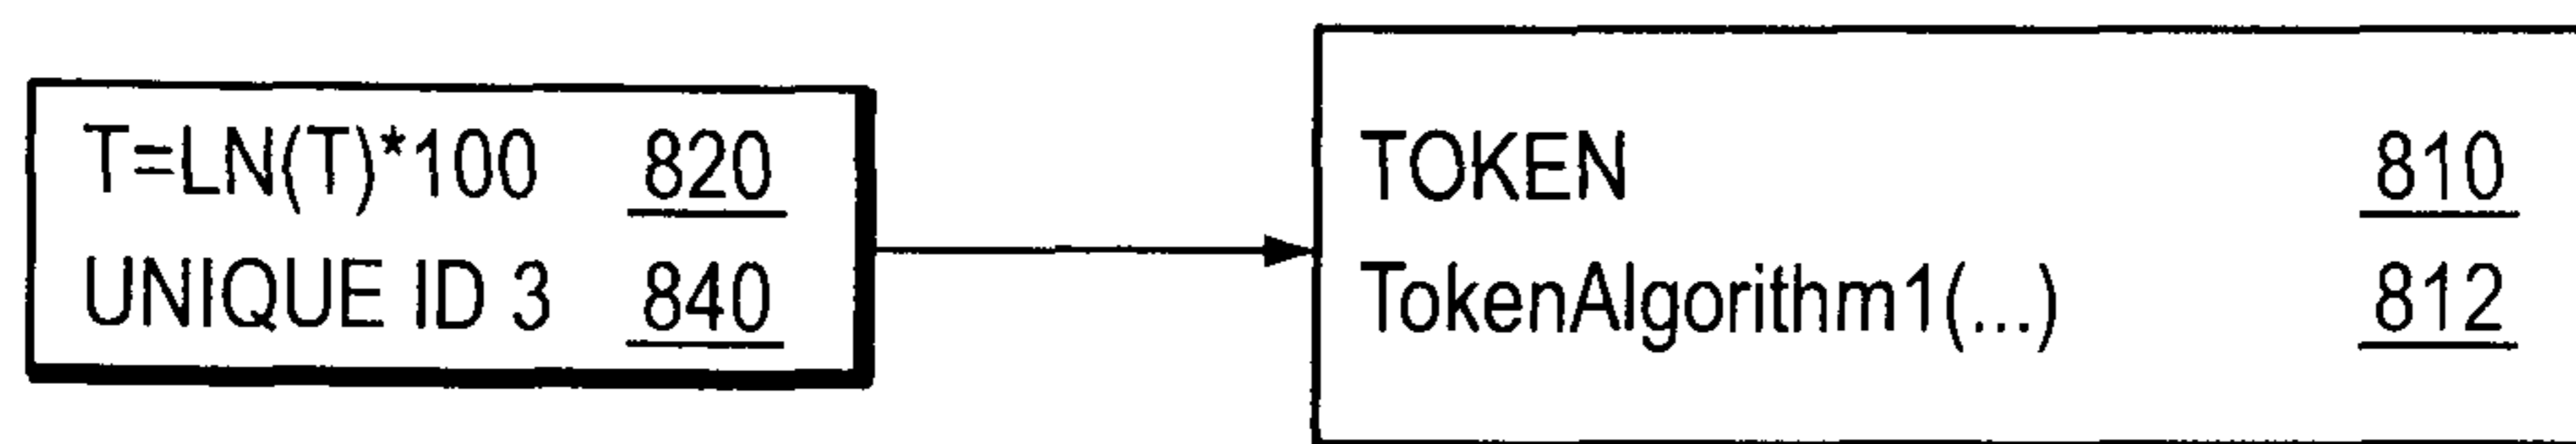 T=LN(T)*100 820
UNIQUE ID 3 840
TOKEN 810
TokenAlgorithm1(...) 812